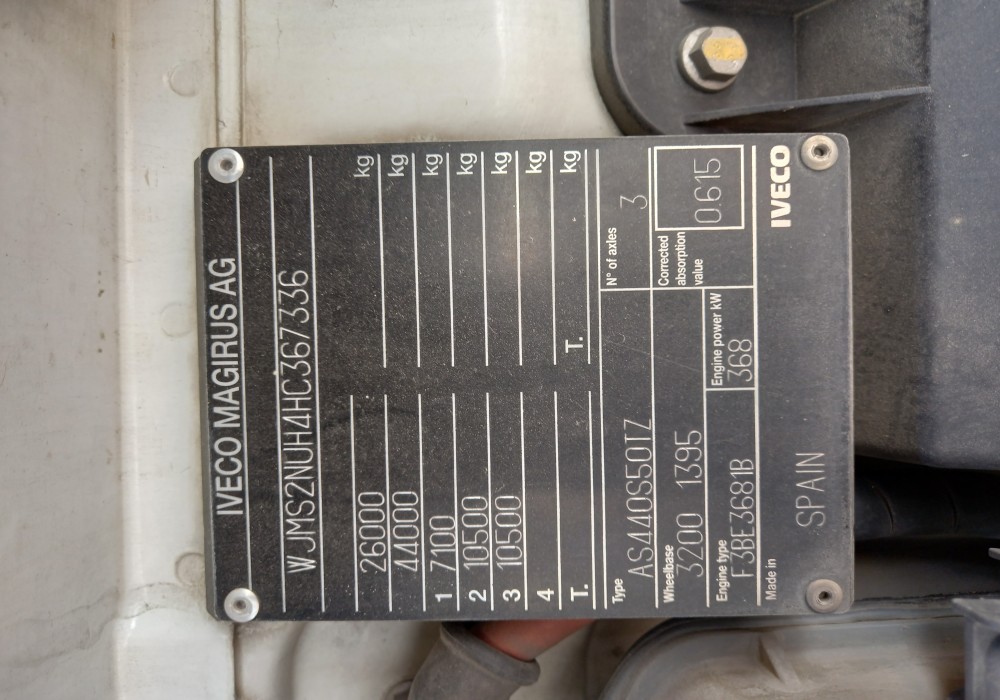 IVECO MAGIRUS AG
WJMS2NUH4HC367336
26000 kg
44000 kg
1 7100 kg
2 10500 kg
3 10500 kg
4 kg
T. T. kg
Type AS440S50TZ N° of axles 3
Wheelbase 3200 1395 Corrected absorption value 0.615
Engine type F3BE3681B Engine power kW 368
Made in SPAIN IVECO